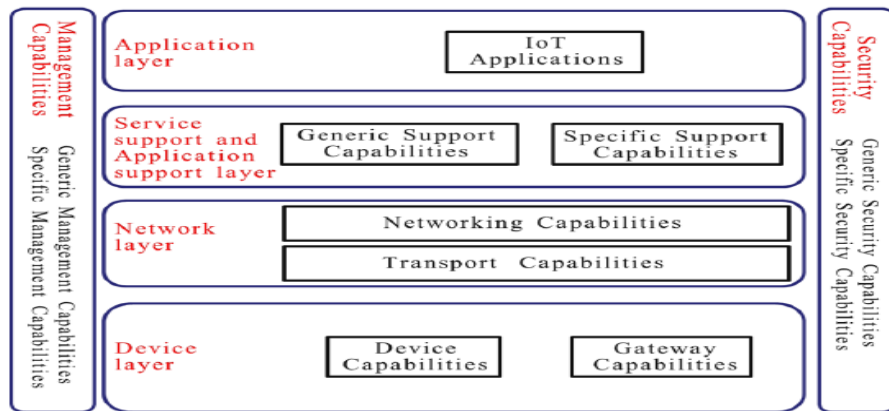 Management
Capabilities
Generic Management Capabilities
Specific Management Capabilities
Application
layer
IoT
Applications
Service
support and
Application
support layer
Generic Support
Capabilities
Specific Support
Capabilities
Network
layer
Networking Capabilities
Transport Capabilities
Device
layer
Device
Capabilities
Gateway
Capabilities
Security
Capabilities
Generic Security Capabilities
Specific Security Capabilities